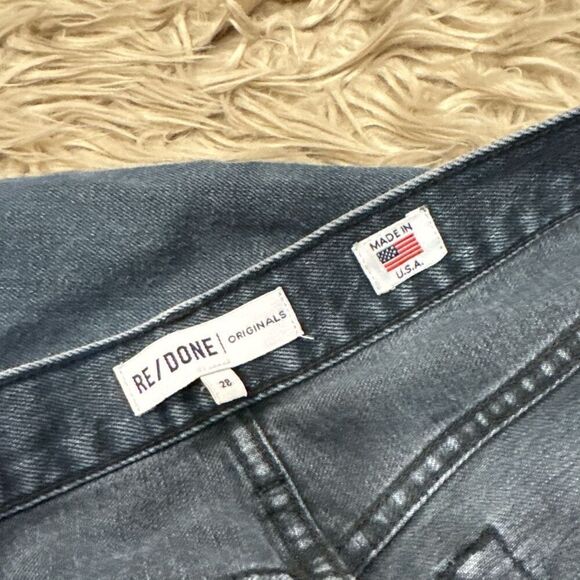 RE/DONE | ORIGINALS
28
MADE IN
U.S.A.